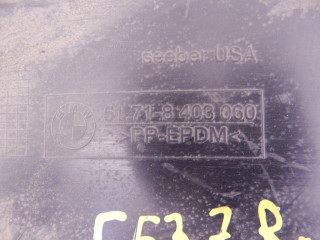 seeber USA
51.71-8 403 060
>PP-EPDM<